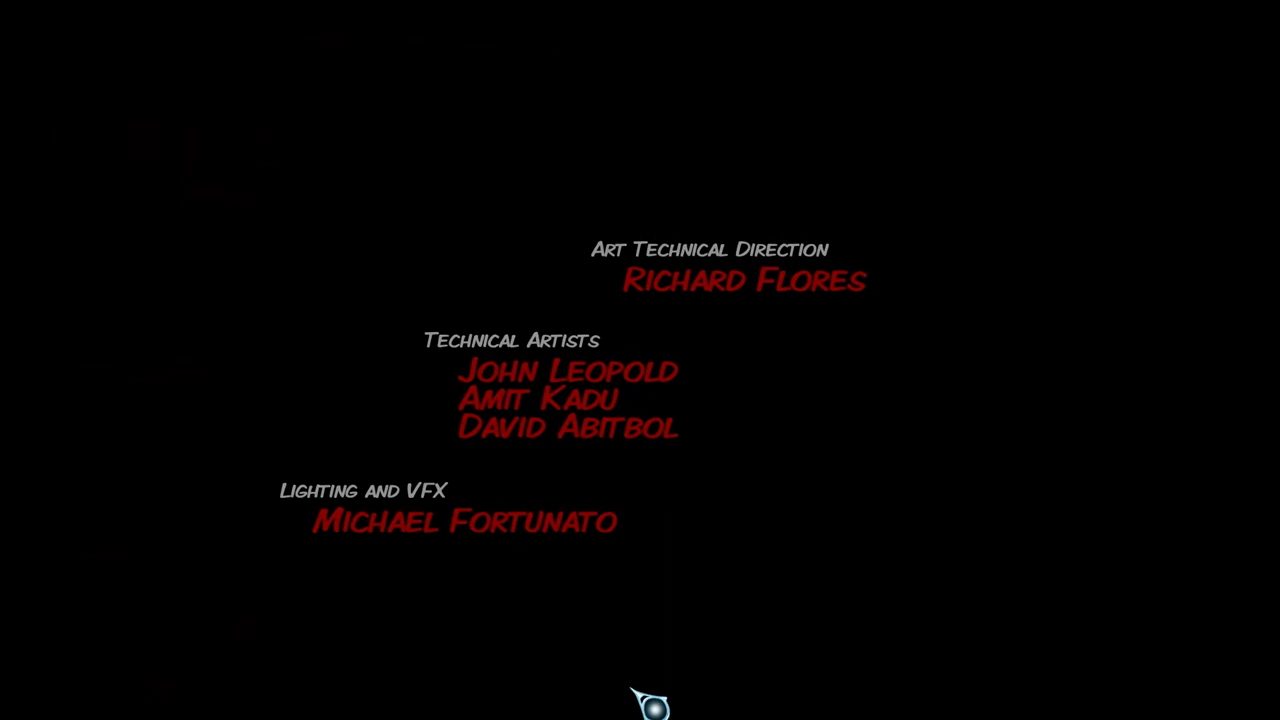 Art Technical Direction
Richard Flores
Technical Artists
John Leopold
Amit Kadu
David Abitbol
Lighting and VFX
Michael Fortunato